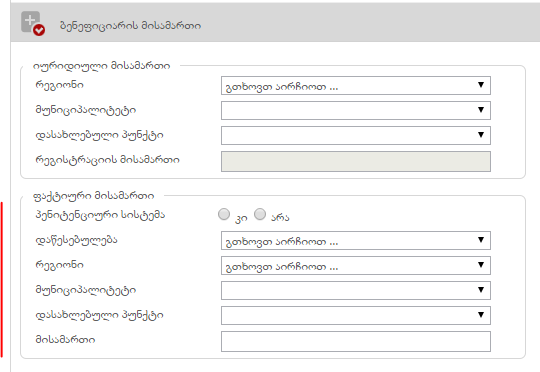 ბენეფიციარის მისამართი
იურიდიული მისამართი
რეგიონი
გთხოვთ აირჩიოთ ...
მუნიციპალიტეტი
დასახლებული პუნქტი
რეგისტრაციის მისამართი
ფაქტიური მისამართი
პენიტენციური სისტემა
კი არა
დაწესებულება
გთხოვთ აირჩიოთ ...
რეგიონი
გთხოვთ აირჩიოთ ...
მუნიციპალიტეტი
დასახლებული პუნქტი
მისამართი